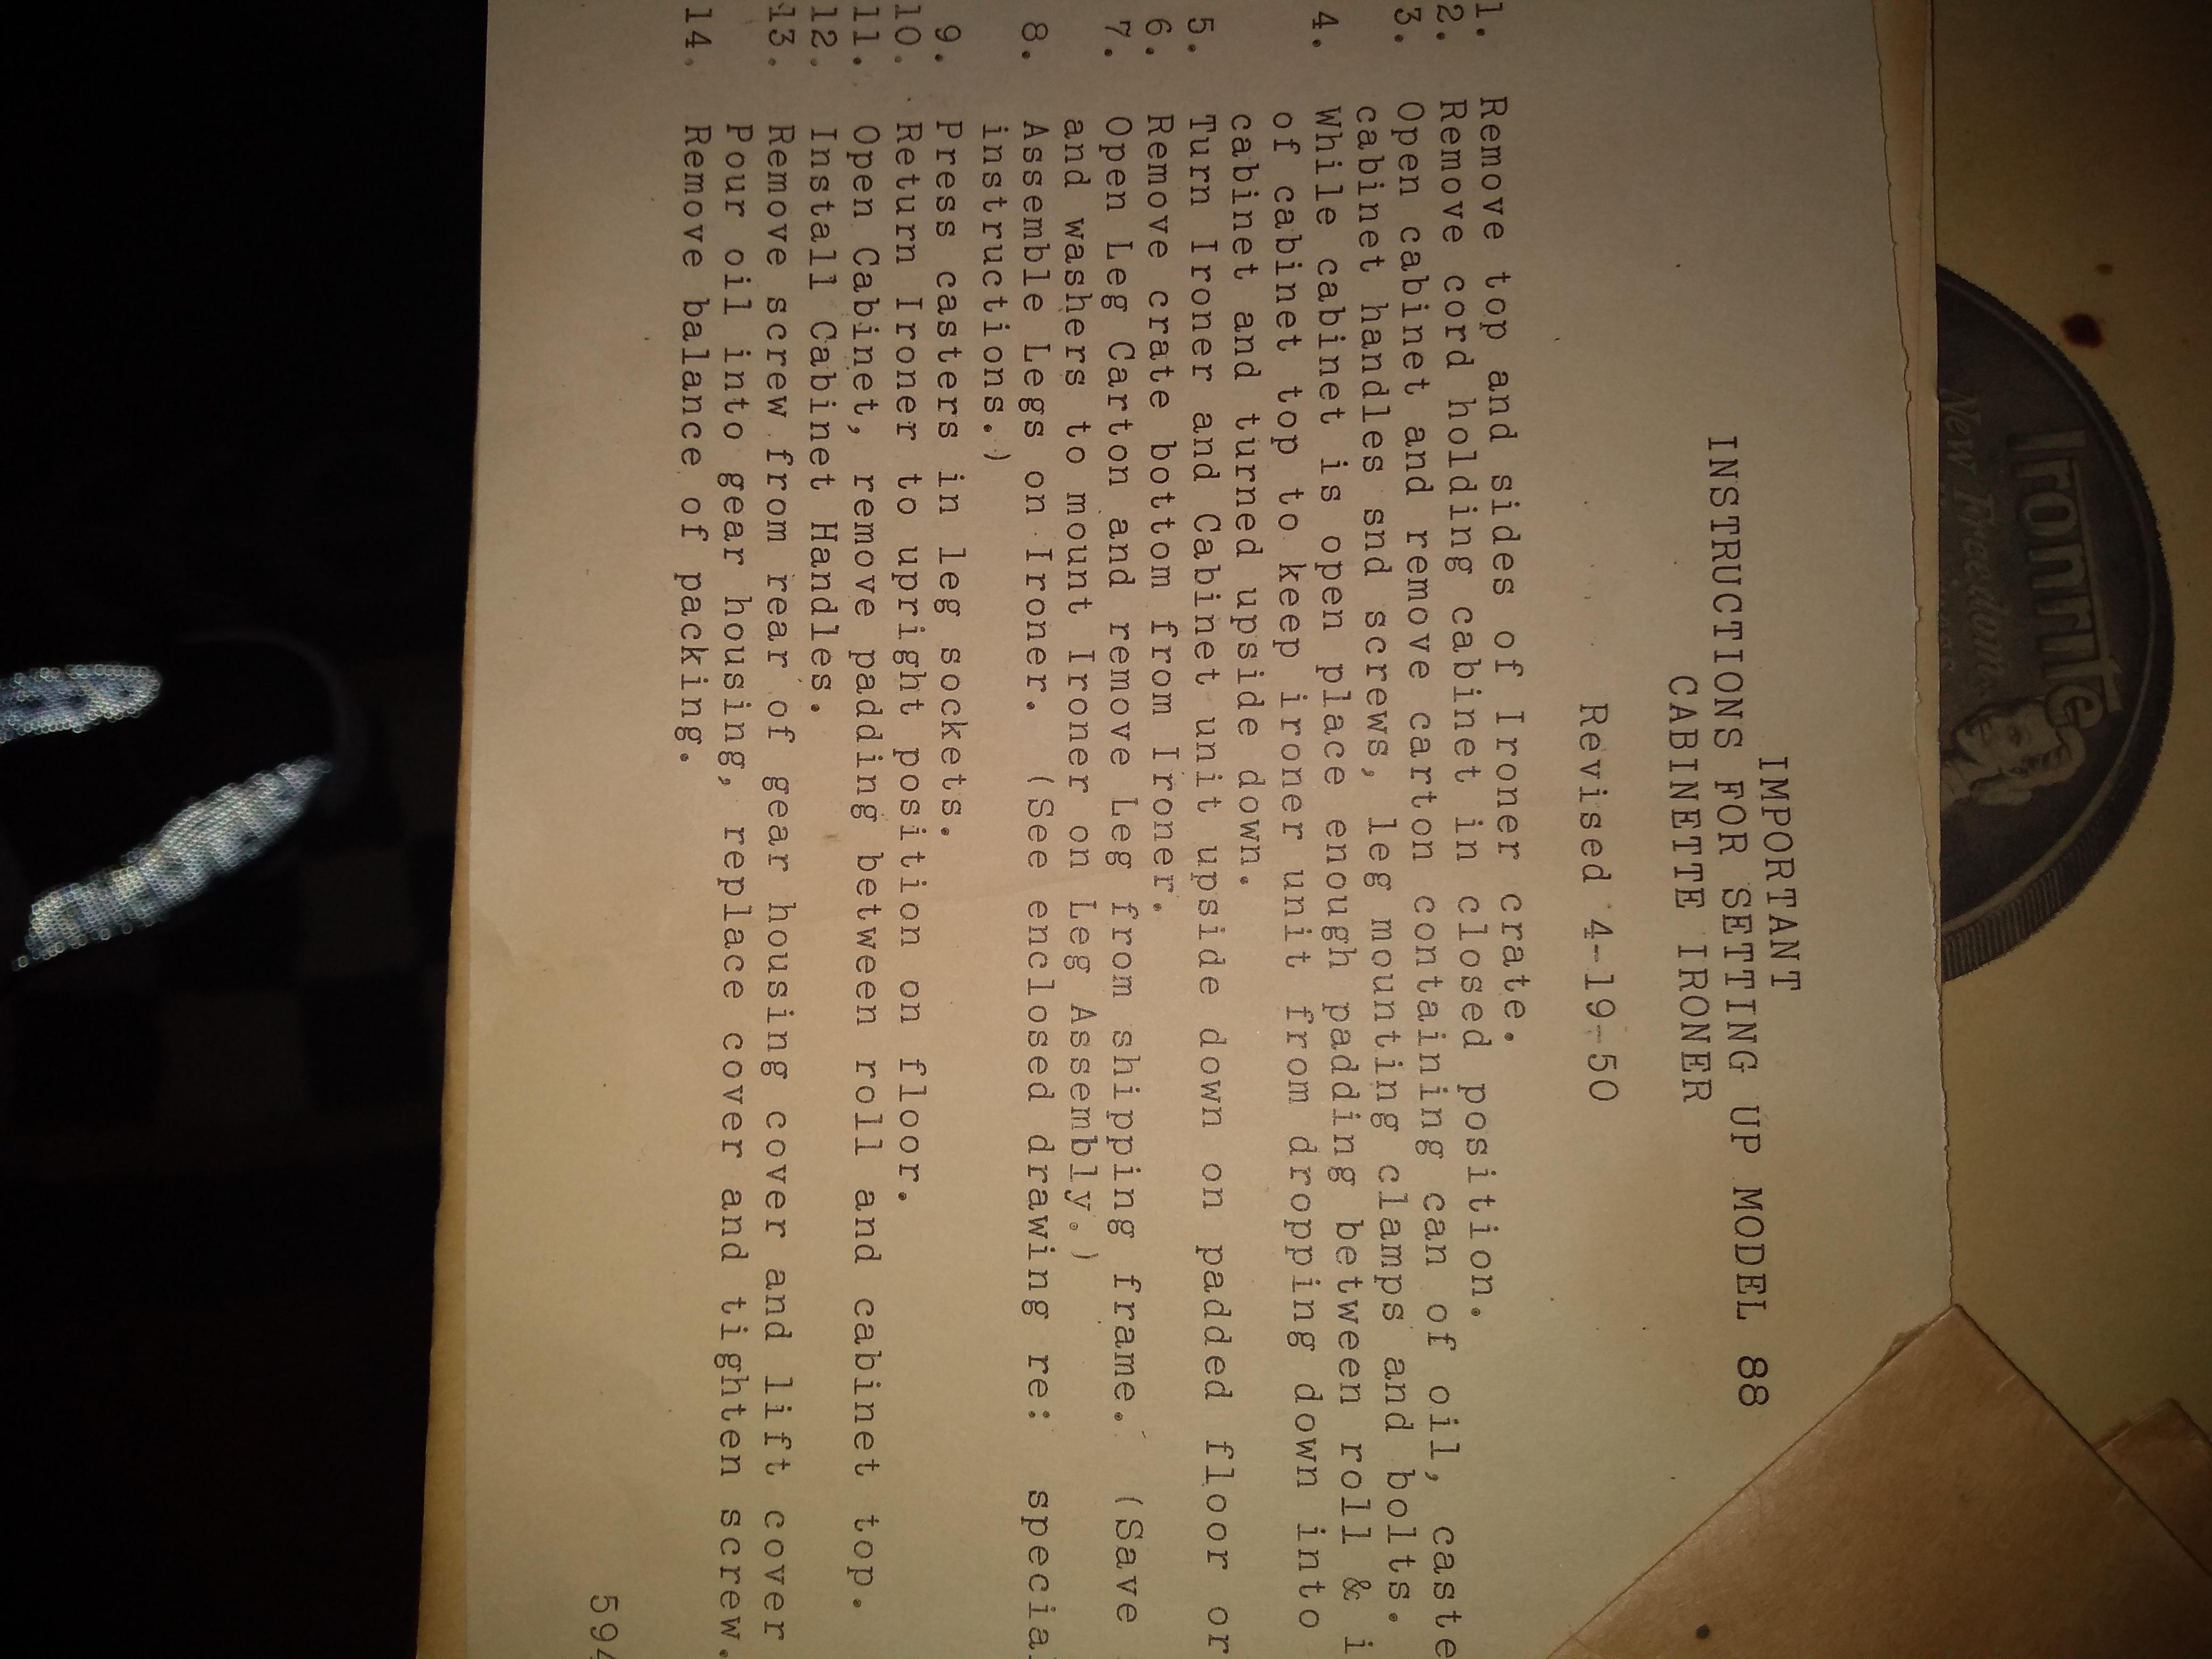 Ironrite
New Freedom
IMPORTANT
INSTRUCTIONS FOR SETTING UP MODEL 88
CABINETTE IRONER
Revised 4-19-50
1. Remove top and sides of Ironer crate.
2. Remove cord holding cabinet in closed position.
3. Open cabinet and remove carton containing can of oil, caste
cabinet handles snd screws, leg mounting clamps and bolts.
4. While cabinet is open place enough padding between roll & i
of cabinet top to keep ironer unit from dropping down into
cabinet and turned upside down.
5. Turn Ironer and Cabinet unit upside down on padded floor or
6. Remove crate bottom from Ironer.
7. Open Leg Carton and remove Leg from shipping frame. (Save
and washers to mount Ironer on Leg Assembly.)
8. Assemble Legs on Ironer. (See enclosed drawing re: specia
instructions.)
9. Press casters in leg sockets.
10. Return Ironer to upright position on floor.
11. Open Cabinet, remove padding between roll and cabinet top.
12. Install Cabinet Handles.
13. Remove screw from rear of gear housing cover and lift cover
Pour oil into gear housing, replace cover and tighten screw.
14. Remove balance of packing.
594